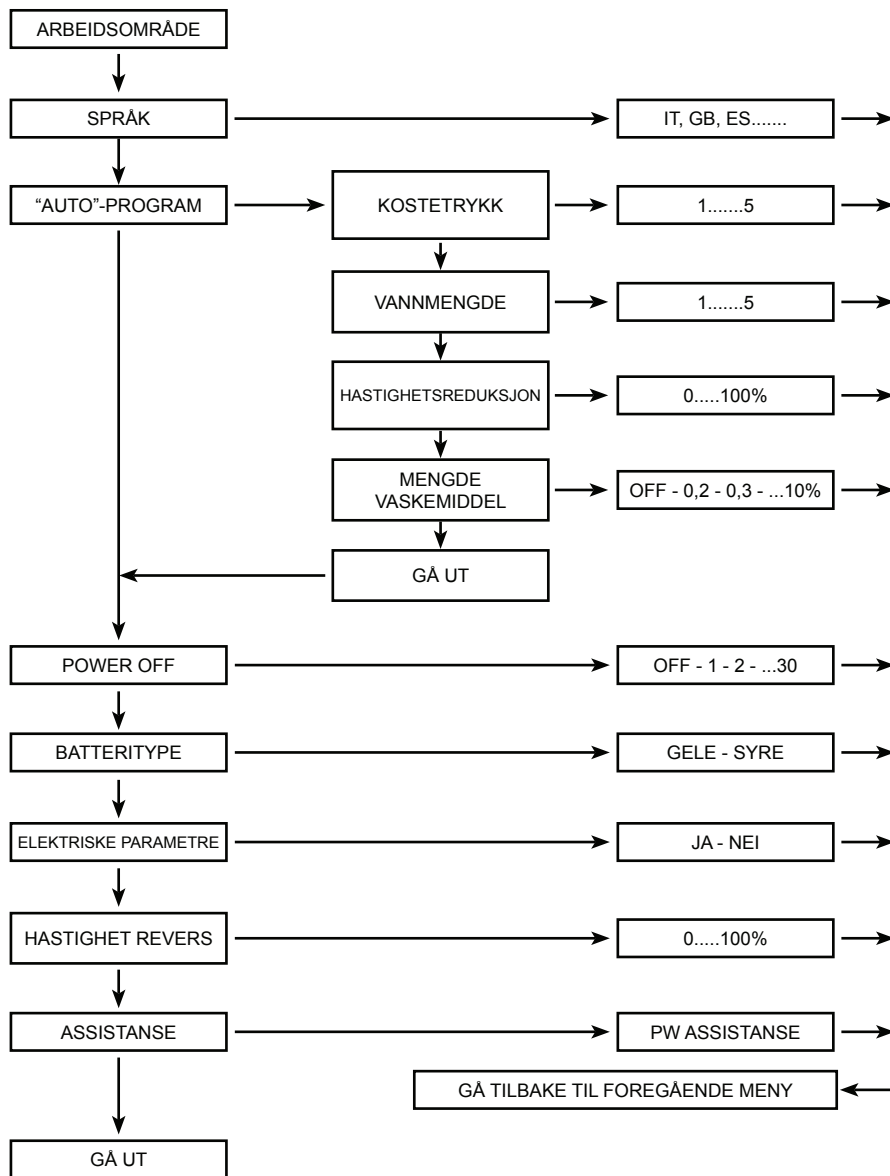 ARBEIDSOMRÅDE
SPRÅK
IT, GB, ES.......
“AUTO”-PROGRAM
KOSTETRYKK
1.......5
VANNMENGDE
1.......5
HASTIGHETSREDUKSJON
0.....100%
MENGDE
VASKEMIDDEL
OFF - 0,2 - 0,3 - ...10%
GÅ UT
POWER OFF
OFF - 1 - 2 - ...30
BATTERITYPE
GELE - SYRE
ELEKTRISKE PARAMETRE
JA - NEI
HASTIGHET REVERS
0.....100%
ASSISTANSE
PW ASSISTANSE
GÅ TILBAKE TIL FOREGÅENDE MENY
GÅ UT